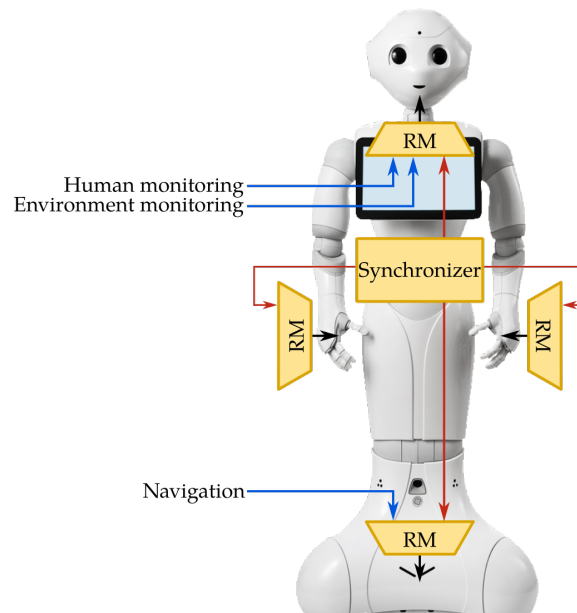 RM
Human monitoring
Environment monitoring
Synchronizer
RM
RM
Navigation
RM